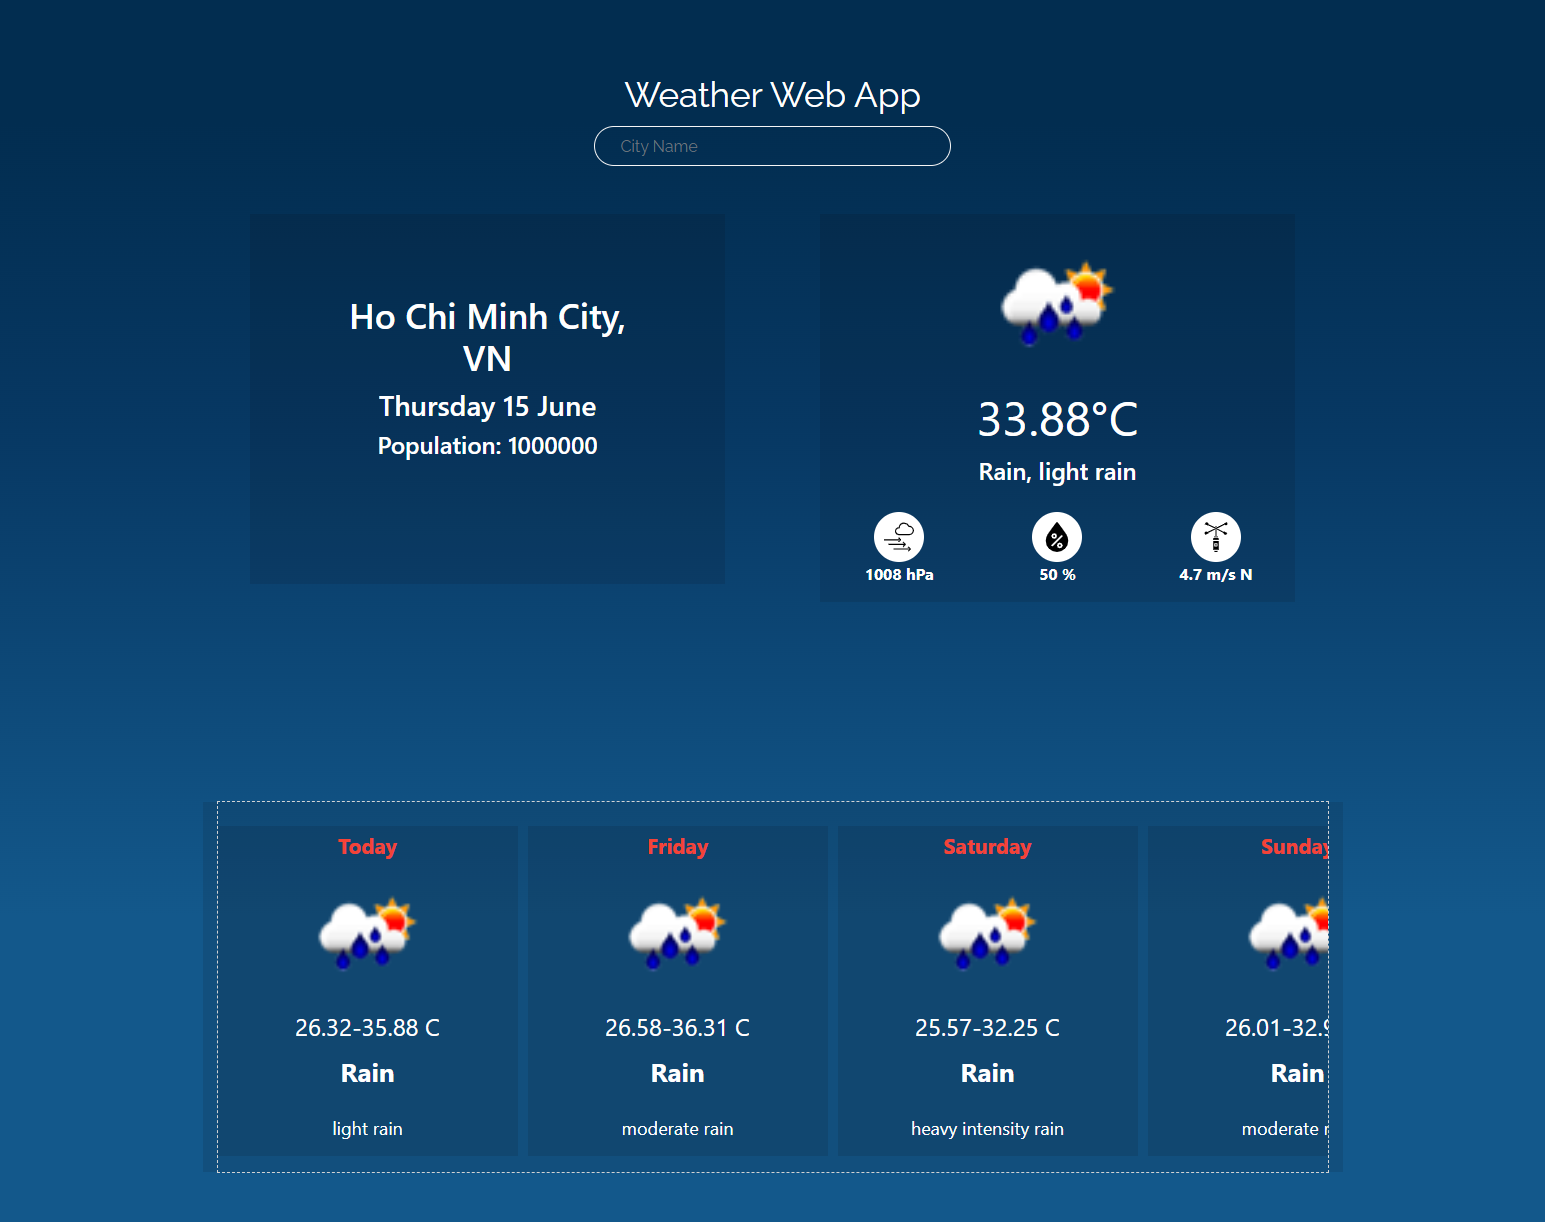 Weather Web App
City Name
Ho Chi Minh City,
VN
Thursday 15 June
Population: 1000000
33.88°C
Rain, light rain
1008 hPa
50 %
4.7 m/s N
Today
26.32-35.88 C
Rain
light rain
Friday
26.58-36.31 C
Rain
moderate rain
Saturday
25.57-32.25 C
Rain
heavy intensity rain
Sunday
26.01-32.9
Rain
moderate r